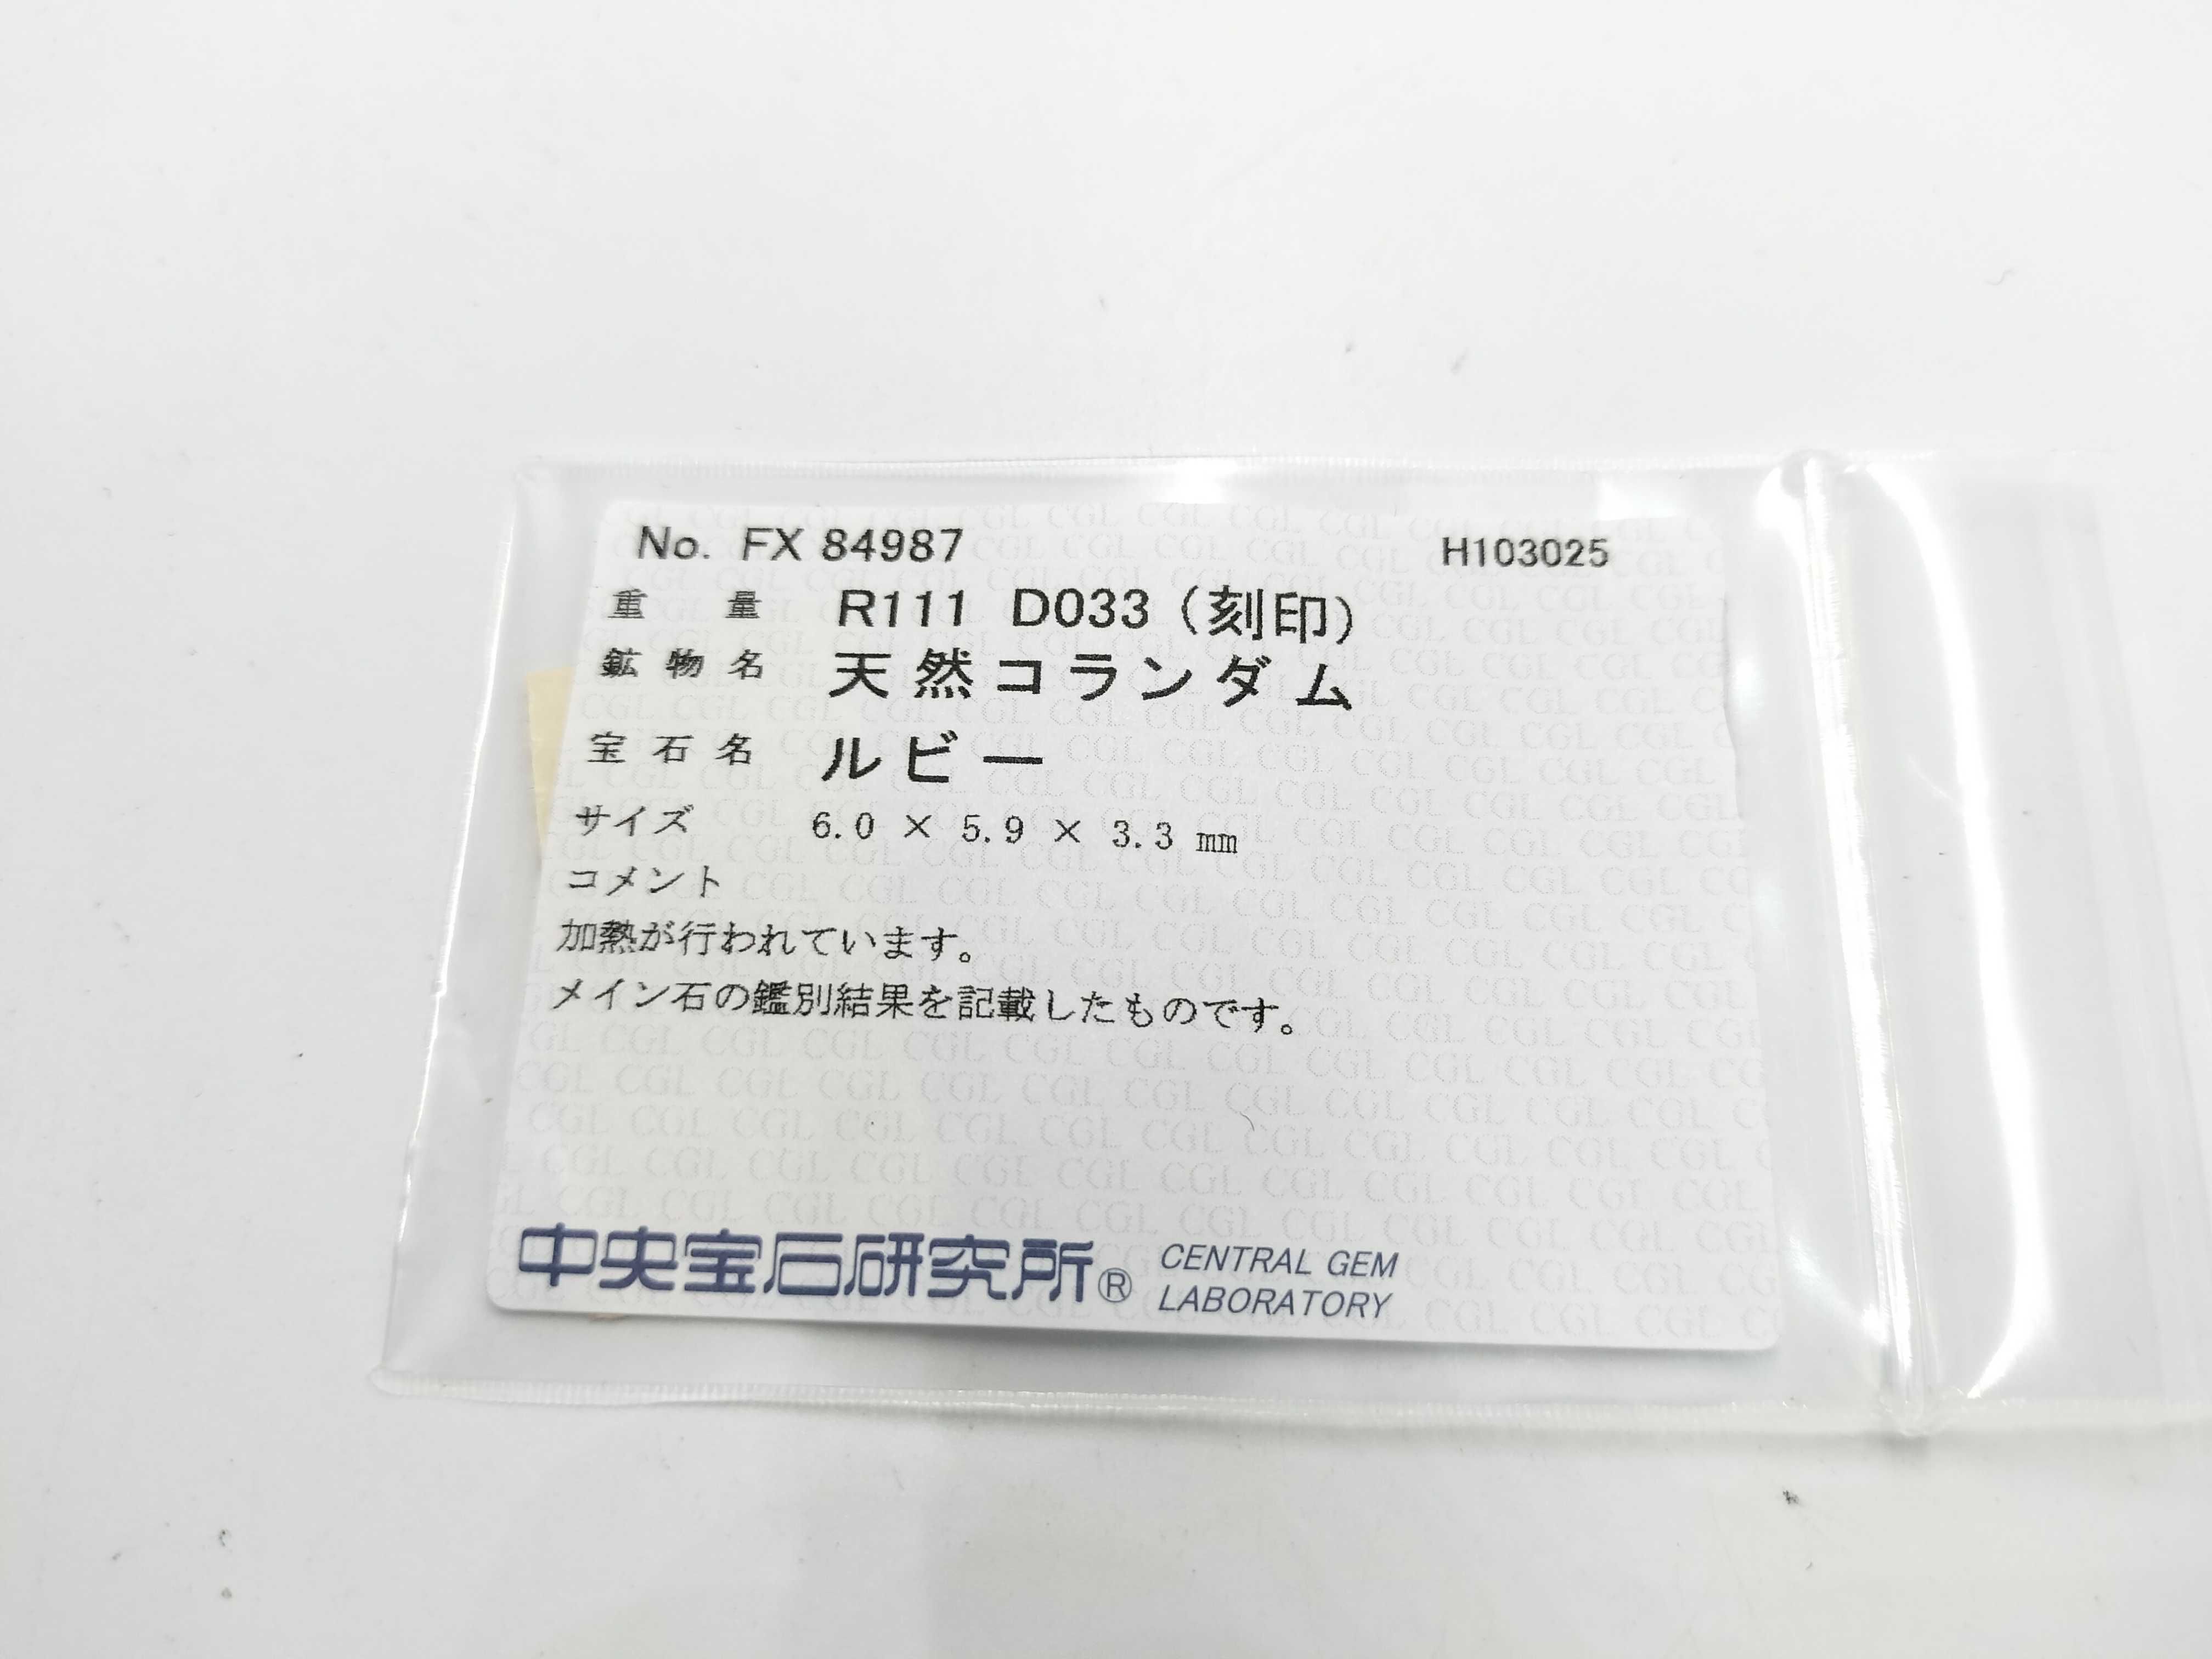 No. FX 84987 H103025
重量 R111 D033 (刻印)
鉱物名 天然コランダム
宝石名 ルビー
サイズ 6.0 × 5.9 × 3.3 mm
コメント
加熱が行われています。
メイン石の鑑別結果を記載したものです。
中央宝石研究所® CENTRAL GEM
LABORATORY